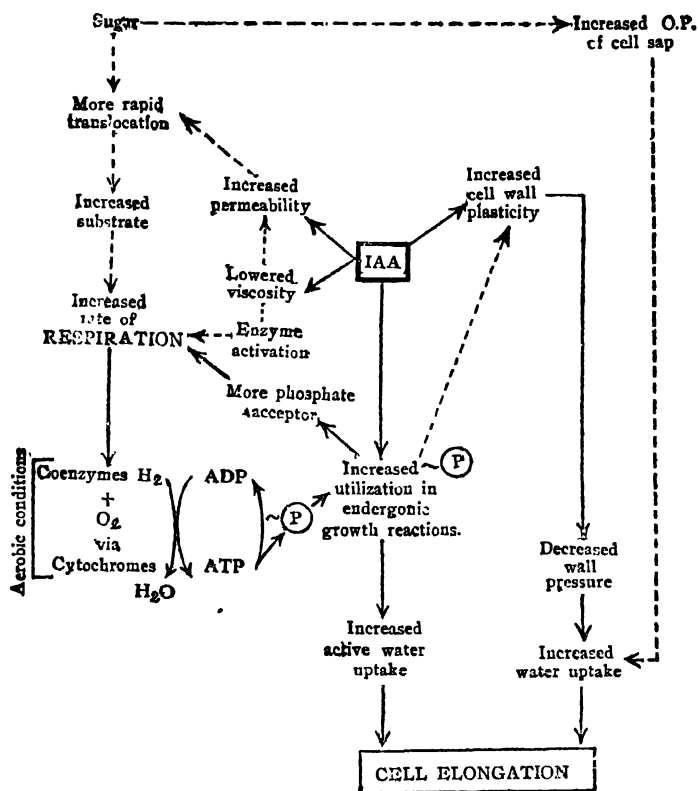 Sugar
Increased O.P.
of cell sap
More rapid
translocation
Increased
permeability
Increased
cell wall
plasticity
Increased
substrate
IAA
Lowered
viscosity
Increased
rate of
RESPIRATION
Enzyme
activation
More phosphate
acceptor
Aerobic conditions
Coenzymes H2
+
O2
via
Cytochromes
H2O
ADP
ATP
~ P
Increased ~ P
utilization in
endergonic
growth reactions.
Decreased
wall
pressure
Increased
active water
uptake
Increased
water uptake
CELL ELONGATION